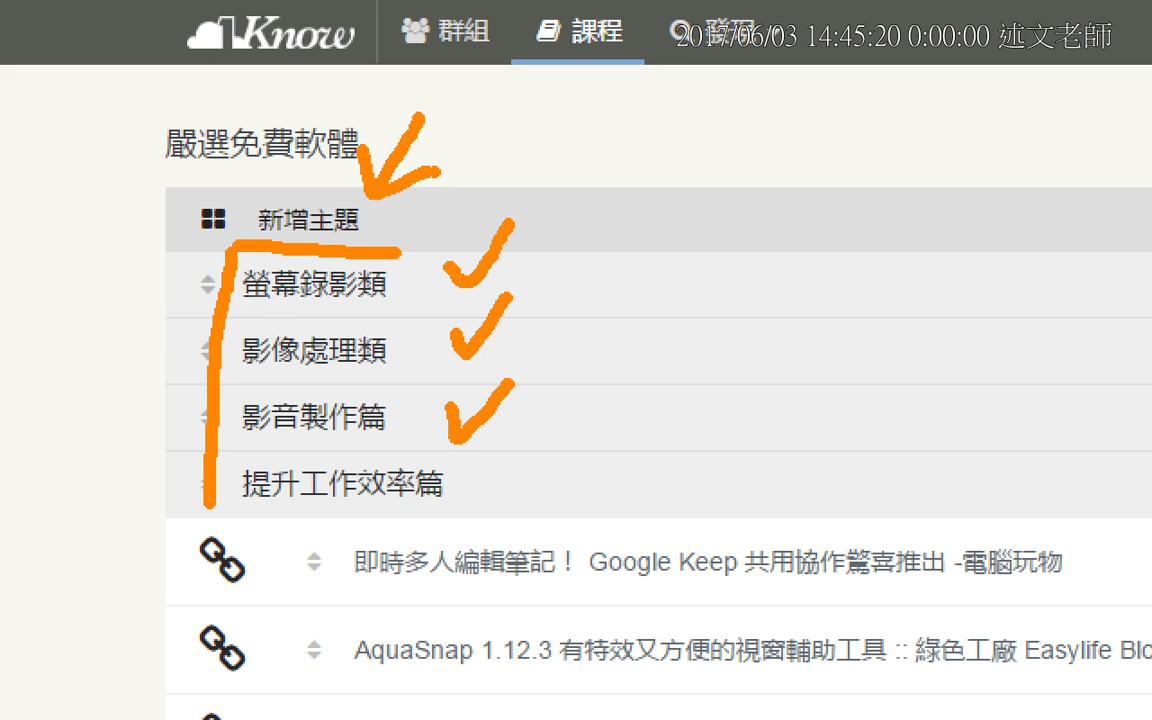 1Know 群組 課程
2017/06/03 14:45:20 0:00:00 述文老師
嚴選免費軟體
新增主題
螢幕錄影類
影像處理類
影音製作篇
提升工作效率篇
即時多人編輯筆記！ Google Keep 共用協作驚喜推出 -電腦玩物
AquaSnap 1.12.3 有特效又方便的視窗輔助工具 :: 綠色工廠 Easylife Blo